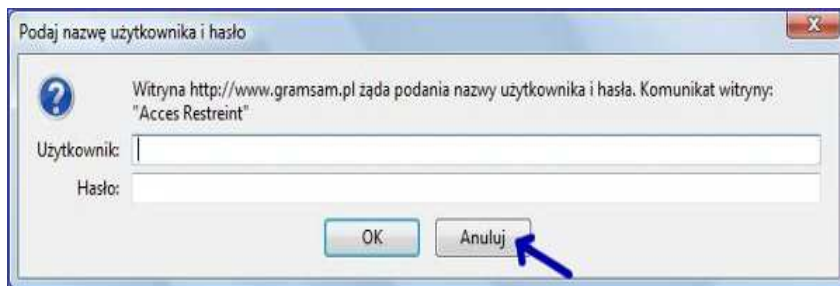 Podaj nazwę użytkownika i hasło
X
?
Witryna http://www.gramsam.pl żąda podania nazwy użytkownika i hasła. Komunikat witryny:
"Acces Restreint"
Użytkownik:
Hasło:
OK Anuluj